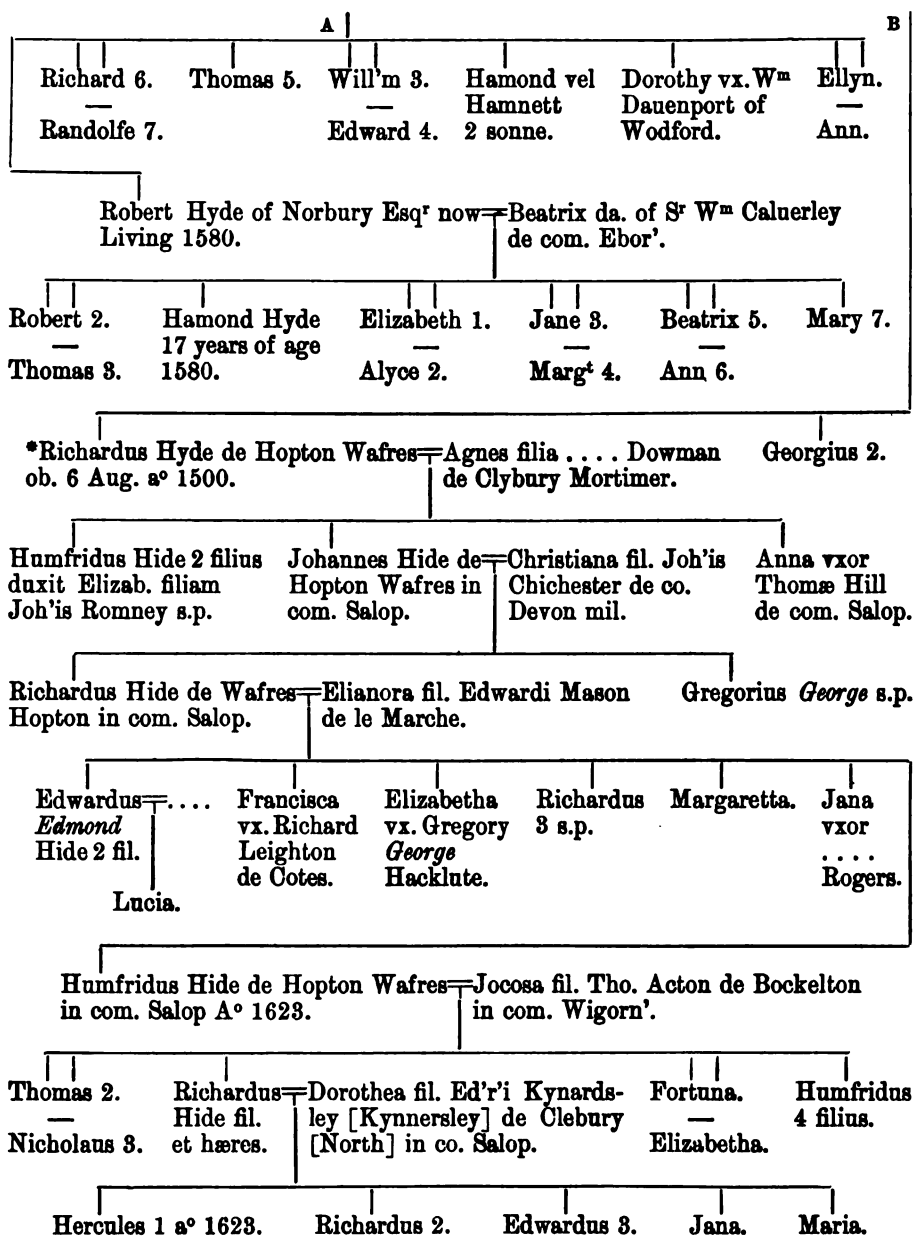 A B
Richard 6. Thomas 5. Will'm 3. Hamond vel Dorothy vx. Wᵐ Ellyn.
— — Hamnett Dauenport of —
Randolfe 7. Edward 4. 2 sonne. Wodford. Ann.
Robert Hyde of Norbury Esqʳ now Beatrix da. of Sʳ Wᵐ Caluerley
Living 1580. de com. Ebor'.
Robert 2. Hamond Hyde Elizabeth 1. Jane 3. Beatrix 5. Mary 7.
— 17 years of age — — —
Thomas 3. 1580. Alyce 2. Margᵗ 4. Ann 6.
*Richardus Hyde de Hopton Wafres Agnes filia .... Dowman Georgius 2.
ob. 6 Aug. aº 1500. de Clybury Mortimer.
Humfridus Hide 2 filius Johannes Hide de Christiana fil. Joh'is Anna vxor
duxit Elizab. filiam Hopton Wafres in Chichester de co. Thomæ Hill
Joh'is Romney s.p. com. Salop. Devon mil. de com. Salop.
Richardus Hide de Wafres Elianora fil. Edwardi Mason Gregorius George s.p.
Hopton in com. Salop. de le Marche.
Edwardus .... Francisca Elizabetha Richardus Margaretta. Jana
Edmond vx. Richard vx. Gregory 3 s.p. vxor
Hide 2 fil. Leighton George ....
de Cotes. Hacklute. Rogers.
Lucia.
Humfridus Hide de Hopton Wafres Jocosa fil. Tho. Acton de Bockelton
in com. Salop Aº 1623. in com. Wigorn'.
Thomas 2. Richardus Dorothea fil. Ed'r'i Kynards- Fortuna. Humfridus
— Hide fil. ley [Kynnersley] de Clebury — 4 filius.
Nicholaus 3. et hæres. [North] in co. Salop. Elizabetha.
Hercules 1 aº 1623. Richardus 2. Edwardus 3. Jana. Maria.